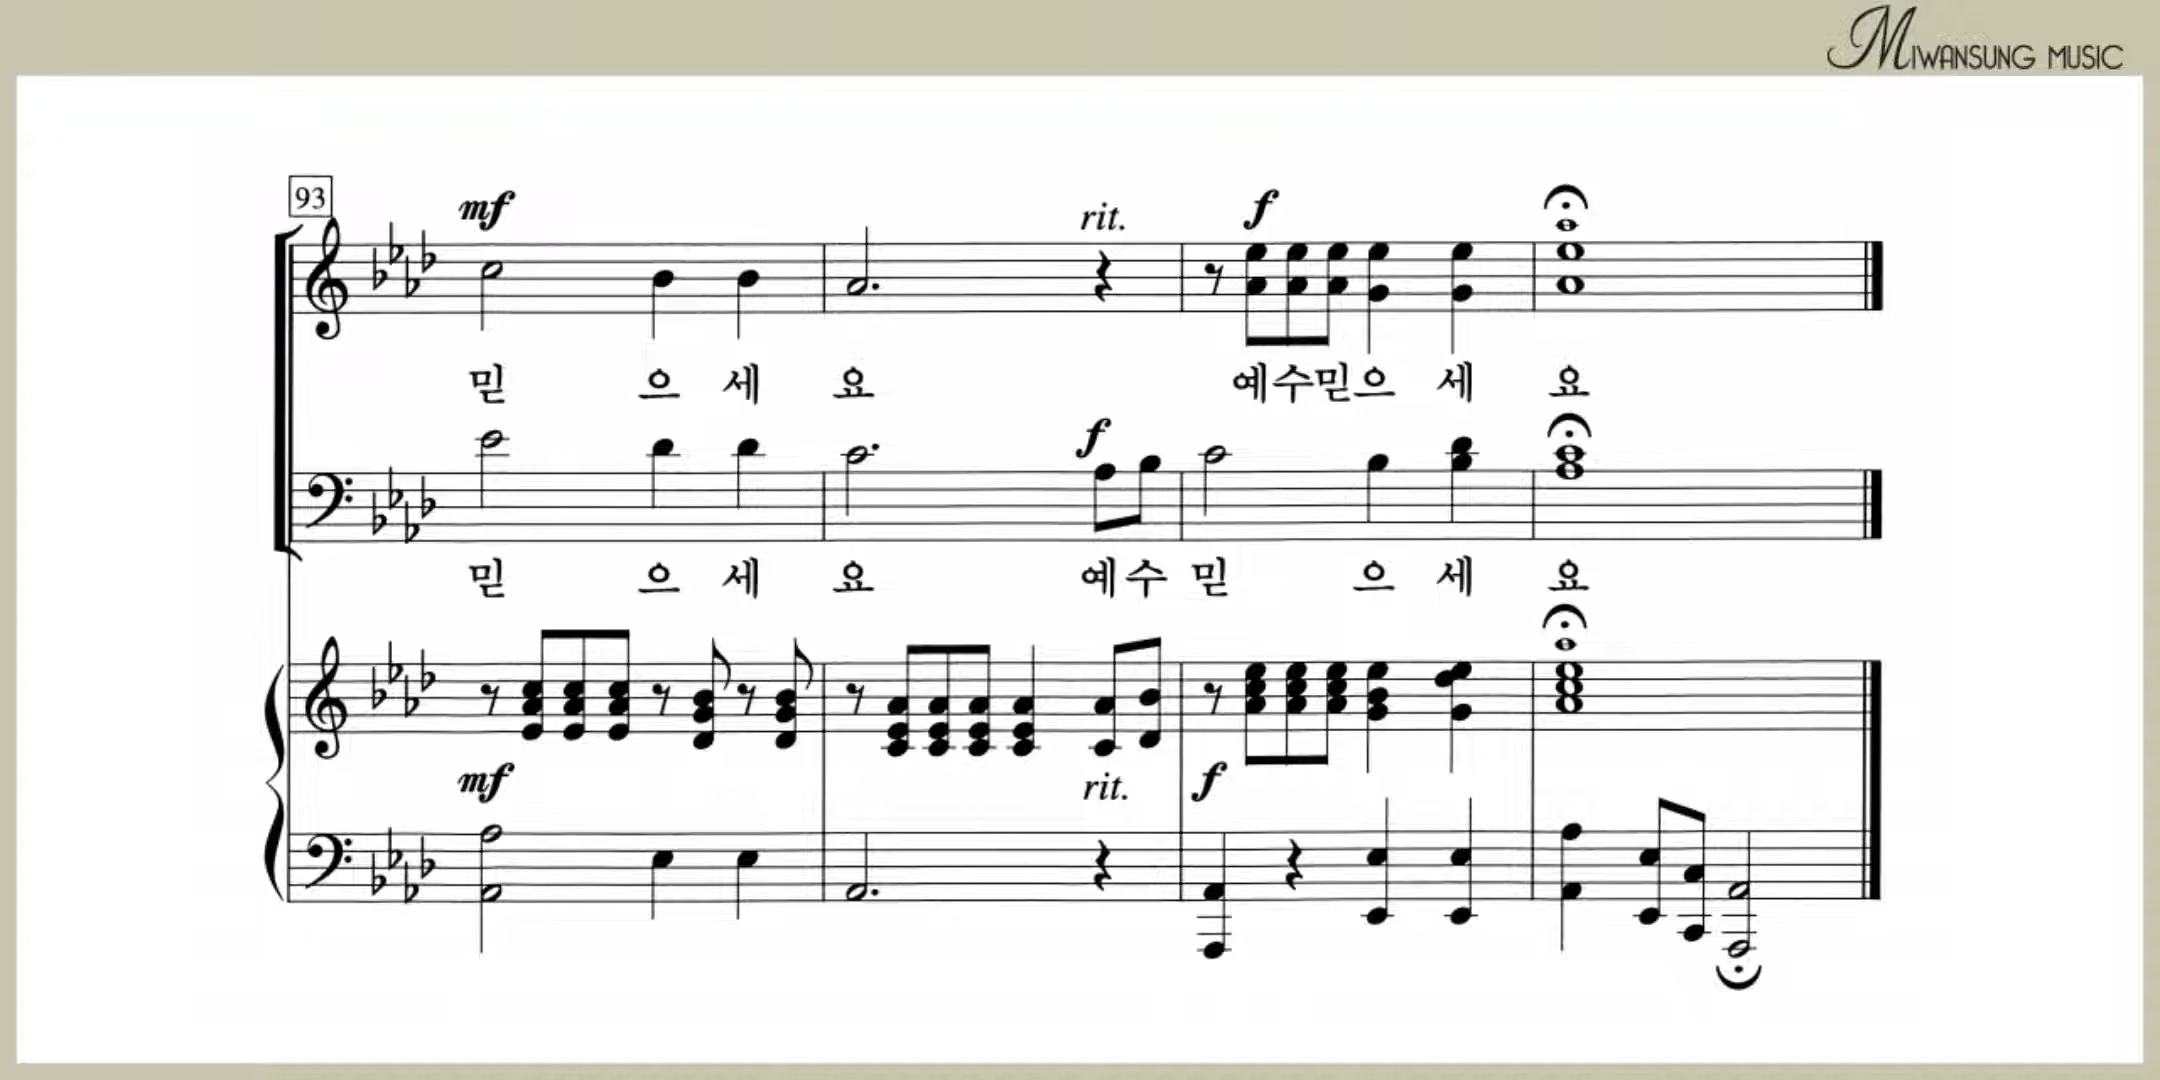 MIWANSUNG MUSIC
93
mf rit. f
믿 으 세 요 예수믿으 세 요
f
믿 으 세 요 예수 믿 으 세 요
mf rit. f